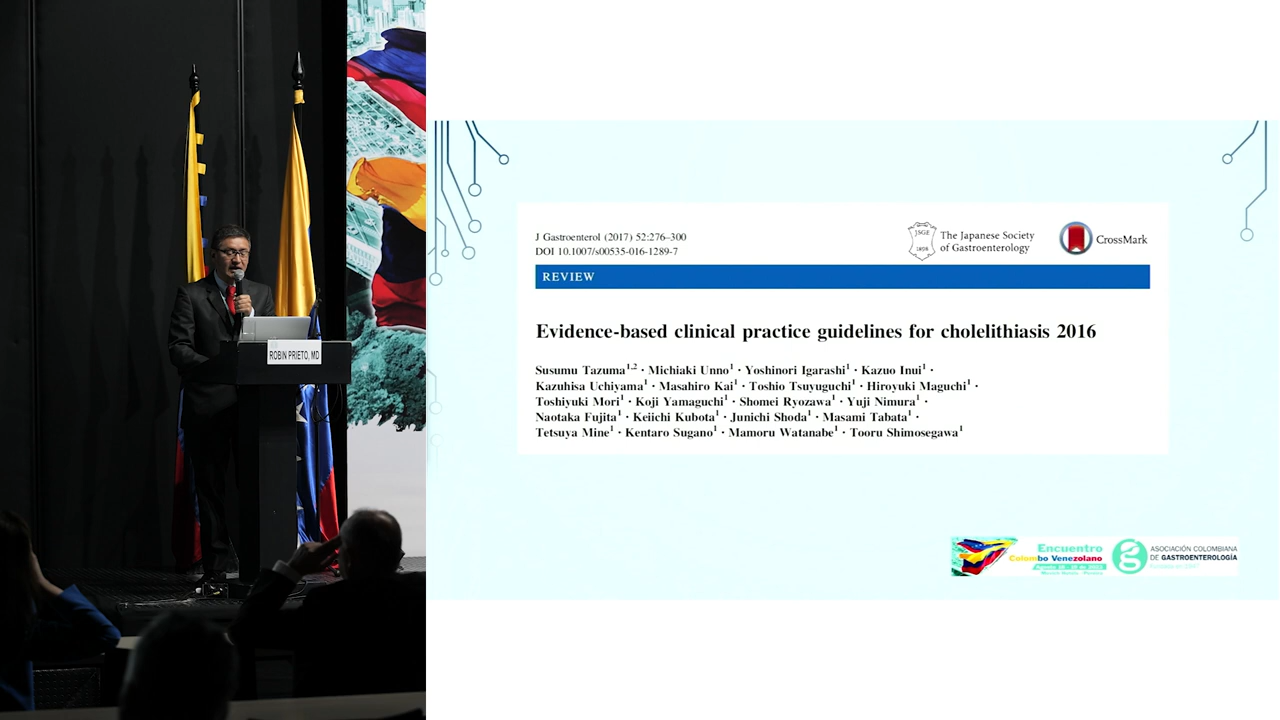 ROBIN PRIETO, MD
J Gastroenterol (2017) 52:276–300
DOI 10.1007/s00535-016-1289-7
JSGE
1898
The Japanese Society
of Gastroenterology
CrossMark
REVIEW
Evidence-based clinical practice guidelines for cholelithiasis 2016
Susumu Tazuma1,2 · Michiaki Unno1 · Yoshinori Igarashi1 · Kazuo Inui1 ·
Kazuhisa Uchiyama1 · Masahiro Kai1 · Toshio Tsuyuguchi1 · Hiroyuki Maguchi1 ·
Toshiyuki Mori1 · Koji Yamaguchi1 · Shomei Ryozawa1 · Yuji Nimura1 ·
Naotaka Fujita1 · Keiichi Kubota1 · Junichi Shoda1 · Masami Tabata1 ·
Tetsuya Mine1 · Kentaro Sugano1 · Mamoru Watanabe1 · Tooru Shimosegawa1
Encuentro
Colombo Venezolano
ASOCIACIÓN COLOMBIANA
DE GASTROENTEROLOGÍA